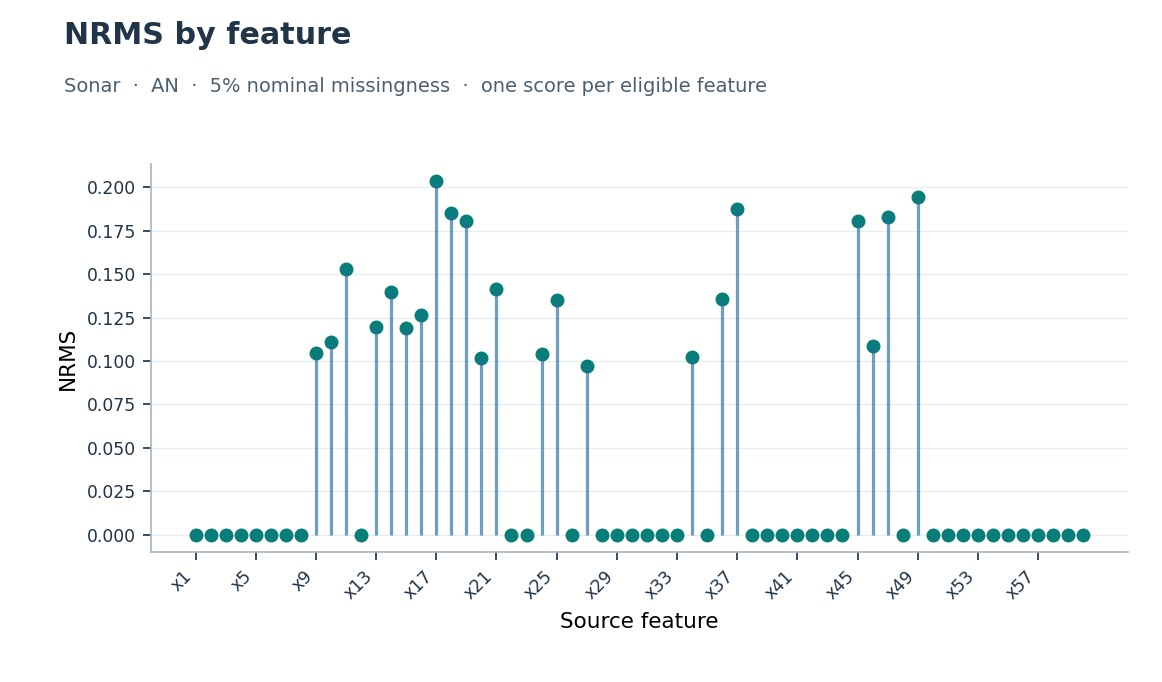 NRMS by feature
Sonar · AN · 5% nominal missingness · one score per eligible feature
0.200
0.175
0.150
0.125
0.100
0.075
0.050
0.025
0.000
NRMS
x1 x5 x9 x13 x17 x21 x25 x29 x33 x37 x41 x45 x49 x53 x57
Source feature